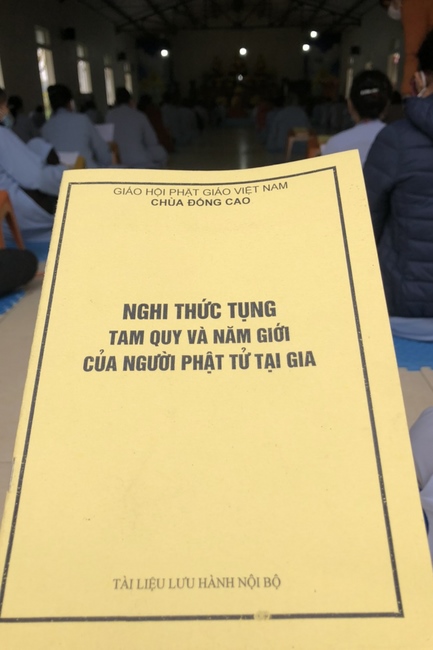 GIÁO HỘI PHẬT GIÁO VIỆT NAM
CHÙA ĐỒNG CAO
NGHI THỨC TỤNG
TAM QUY VÀ NĂM GIỚI
CỦA NGƯỜI PHẬT TỬ TẠI GIA
TÀI LIỆU LƯU HÀNH NỘI BỘ